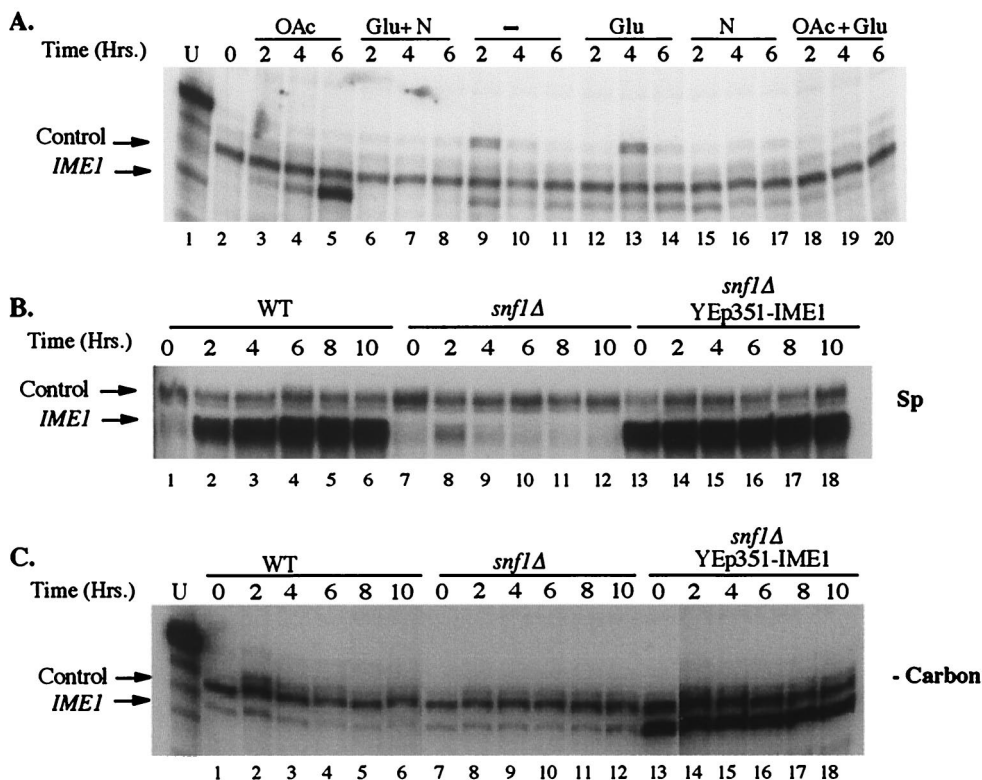 A.
OAc Glu+ N – Glu N OAc + Glu
Time (Hrs.) U 0 2 4 6 2 4 6 2 4 6 2 4 6 2 4 6 2 4 6
Control
IME1
1 2 3 4 5 6 7 8 9 10 11 12 13 14 15 16 17 18 19 20
B.
WT snf1Δ snf1Δ
YEp351-IME1
Time (Hrs.) 0 2 4 6 8 10 0 2 4 6 8 10 0 2 4 6 8 10
Control
IME1
Sp
1 2 3 4 5 6 7 8 9 10 11 12 13 14 15 16 17 18
C.
WT snf1Δ snf1Δ
YEp351-IME1
Time (Hrs.) U 0 2 4 6 8 10 0 2 4 6 8 10 0 2 4 6 8 10
Control
IME1
- Carbon
1 2 3 4 5 6 7 8 9 10 11 12 13 14 15 16 17 18